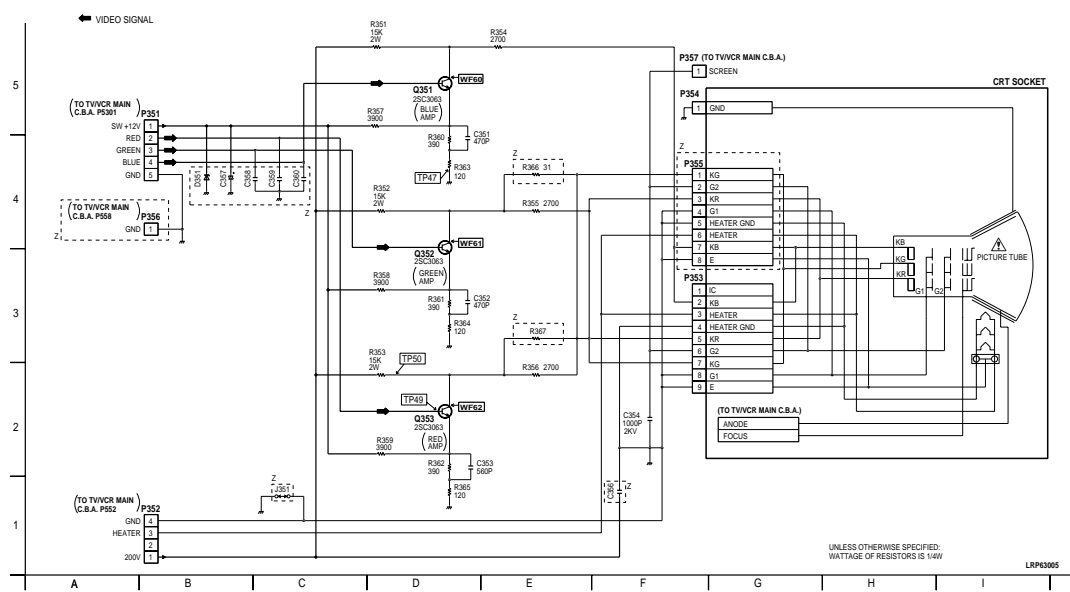 VIDEO SIGNAL
R351
15K
2W
R354
2700
P357 (TO TV/VCR MAIN C.B.A.)
1 SCREEN
CRT SOCKET
5
WF60
Q351
2SC3063
(BLUE
AMP)
P354
1 GND
(TO TV/VCR MAIN
C.B.A. P5301) P351
SW +12V 1
RED 2
GREEN 3
BLUE 4
GND 5
R357
3900
R360
390
C351
470P
R363
120
TP47
D351
C357
C358
C359
C360
Z
R352
15K
2W
Z
R366 31
R355 2700
4
(TO TV/VCR MAIN
C.B.A. P558) P356
Z
GND 1
Z
P355
1 KG
2 G2
3 KR
4 G1
5 HEATER GND
6 HEATER
7 KB
8 E
KB
KG
KR
G1 G2
PICTURE TUBE
WF61
Q352
2SC3063
(GREEN
AMP)
R358
3900
R361
390
C352
470P
R364
120
3
Z
R367
P353
1 IC
2 KB
3 HEATER
4 HEATER GND
5 KR
6 G2
7 KG
8 G1
9 E
R353
15K
2W
TP50
R356 2700
TP49
WF62
Q353
2SC3063
(RED
AMP)
2
C354
1000P
2KV
(TO TV/VCR MAIN C.B.A.)
ANODE
FOCUS
R359
3900
R362
390
C353
560P
R365
120
Z
J351
C356
Z
1
(TO TV/VCR MAIN
C.B.A. P552) P352
GND 4
HEATER 3
2
200V 1
UNLESS OTHERWISE SPECIFIED:
WATTAGE OF RESISTORS IS 1/4W
LRP63005
A B C D E F G H I